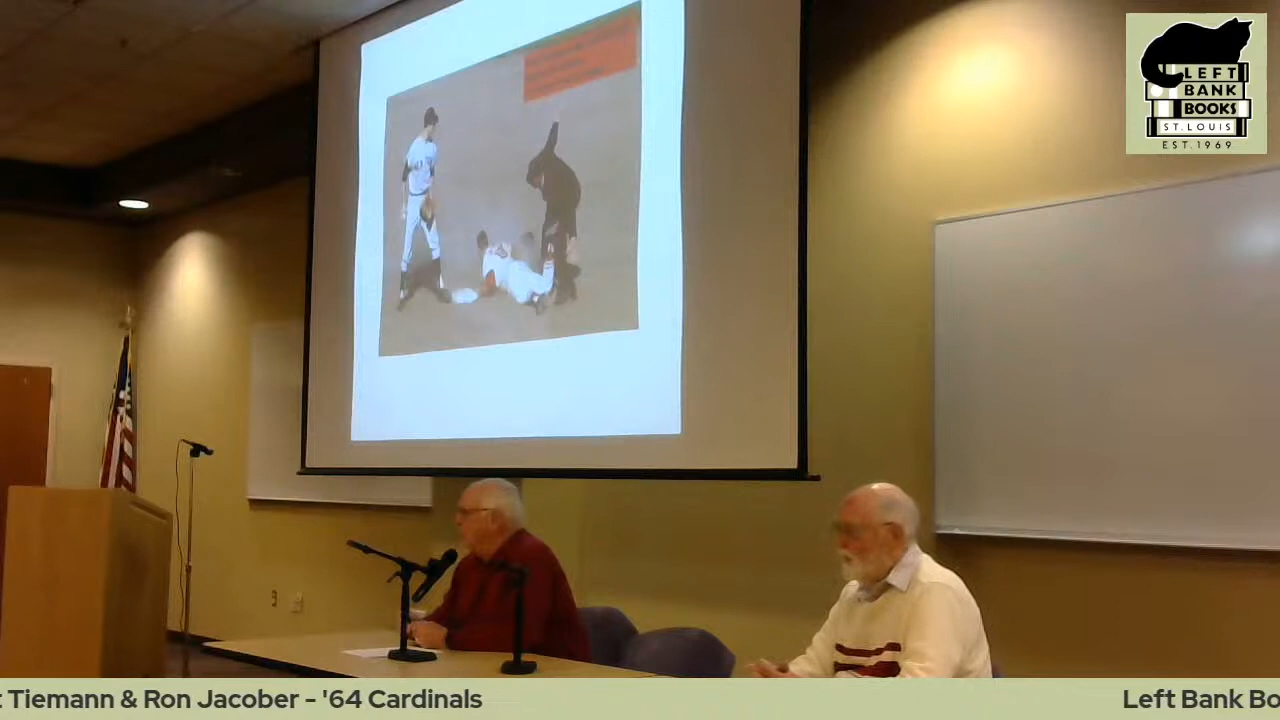 LEFT
BANK
BOOKS
ST. LOUIS
EST. 1969
Tiemann & Ron Jacober - '64 Cardinals
Left Bank Bo